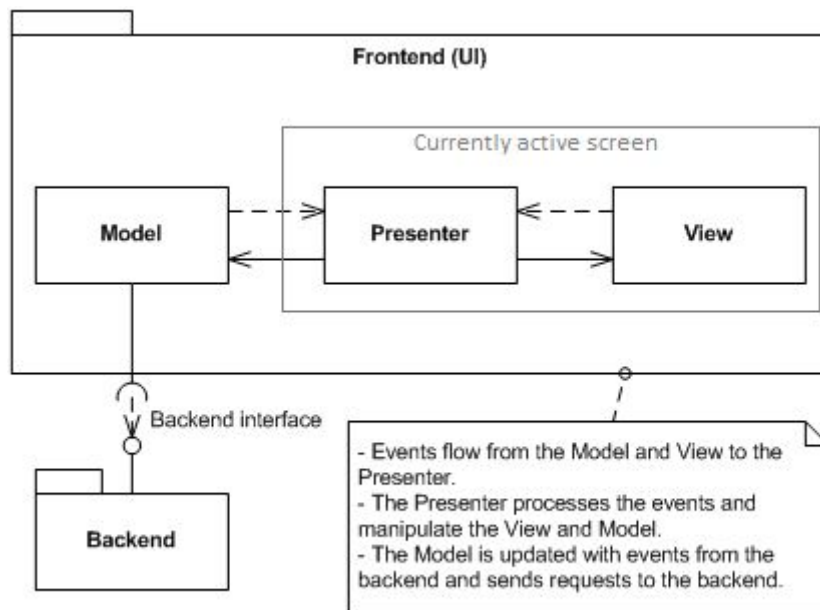 Frontend (UI)
Currently active screen
Model
Presenter
View
Backend interface
Backend
- Events flow from the Model and View to the
Presenter.
- The Presenter processes the events and
manipulate the View and Model.
- The Model is updated with events from the
backend and sends requests to the backend.